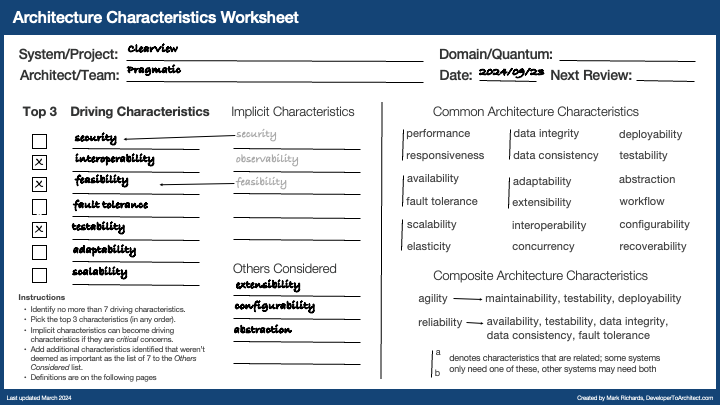 Architecture Characteristics Worksheet
System/Project: Clearview
Domain/Quantum:
Architect/Team: Pragmatic
Date: 2024/09/23 Next Review:
Top 3 Driving Characteristics Implicit Characteristics
security security
interoperability observability
feasibility feasibility
fault tolerance
testability
adaptability
scalability
Others Considered
extensibility
configurability
abstraction
Instructions
• Identify no more than 7 driving characteristics.
• Pick the top 3 characteristics (in any order).
• Implicit characteristics can become driving
characteristics if they are critical concerns.
• Add additional characteristics identified that weren't
deemed as important as the list of 7 to the Others
Considered list.
• Definitions are on the following pages
Common Architecture Characteristics
performance data integrity deployability
responsiveness data consistency testability
availability adaptability abstraction
fault tolerance extensibility workflow
scalability interoperability configurability
elasticity concurrency recoverability
Composite Architecture Characteristics
agility maintainability, testability, deployability
reliability availability, testability, data integrity,
data consistency, fault tolerance
a denotes characteristics that are related; some systems
b only need one of these, other systems may need both
Last updated March 2024
Created by Mark Richards, DeveloperToArchitect.com